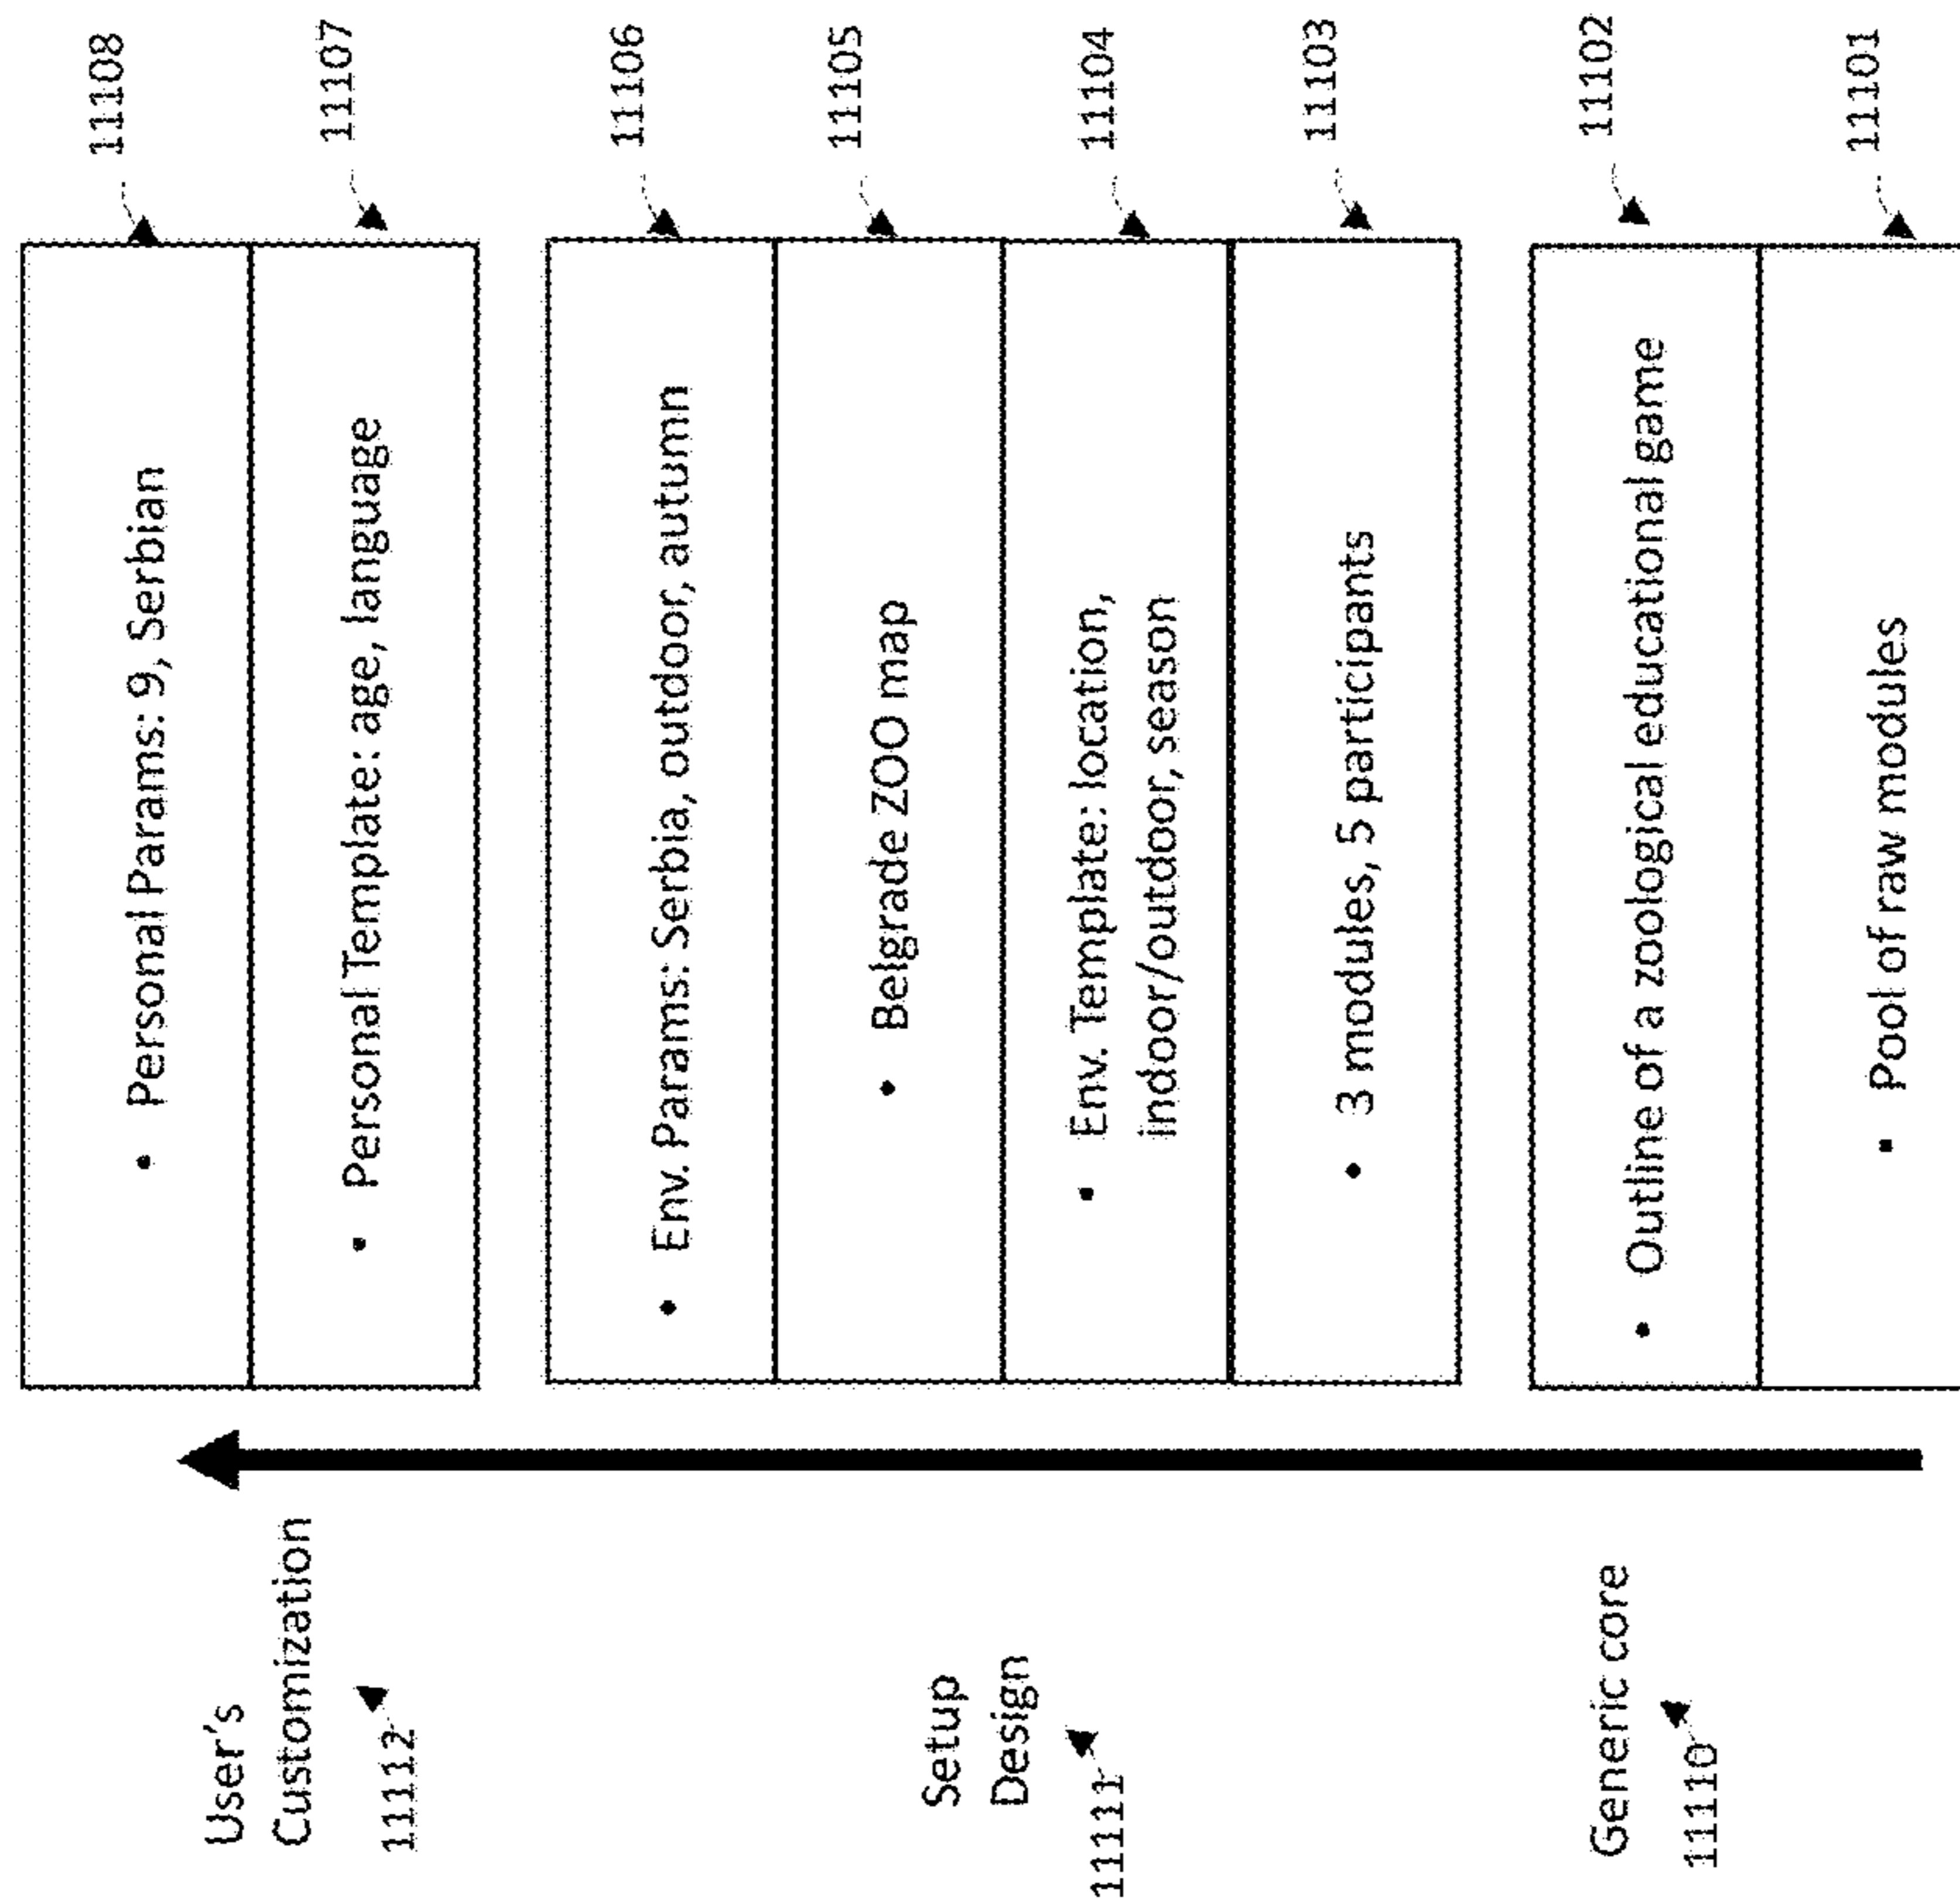 User's
Customization
11112
• Personal Params: 9, Serbian
11108
• Personal Template: age, language
11107
Setup
Design
11111
• Env. Params: Serbia, outdoor, autumn
11106
• Belgrade ZOO map
11105
• Env. Template: location,
indoor/outdoor, season
11104
• 3 modules, 5 participants
11103
Generic core
11110
• Outline of a zoological educational game
11102
• Pool of raw modules
11101